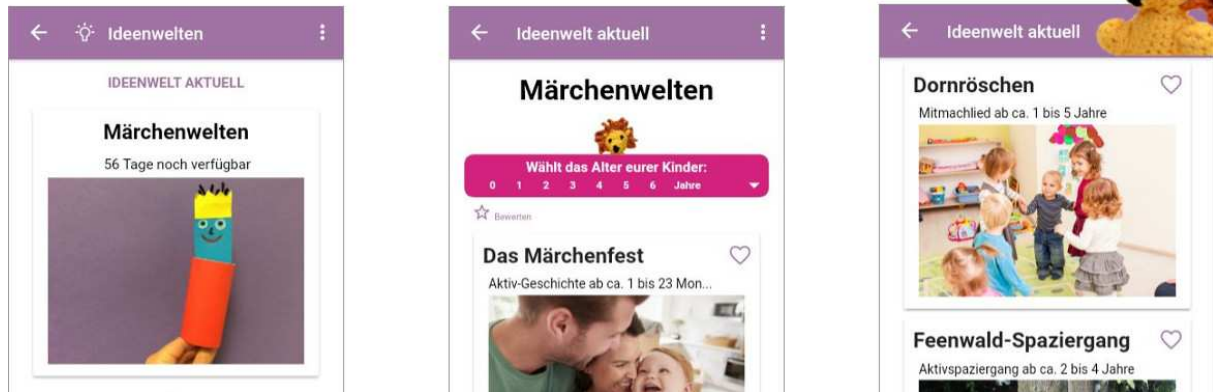 Ideenwelten
IDEENWELT AKTUELL
Märchenwelten
56 Tage noch verfügbar
Ideenwelt aktuell
Märchenwelten
Wählt das Alter eurer Kinder:
0 1 2 3 4 5 6 Jahre
Bewerten
Das Märchenfest
Aktiv-Geschichte ab ca. 1 bis 23 Mon...
Ideenwelt aktuell
Dornröschen
Mitmachlied ab ca. 1 bis 5 Jahre
Feenwald-Spaziergang
Aktivspaziergang ab ca. 2 bis 4 Jahre